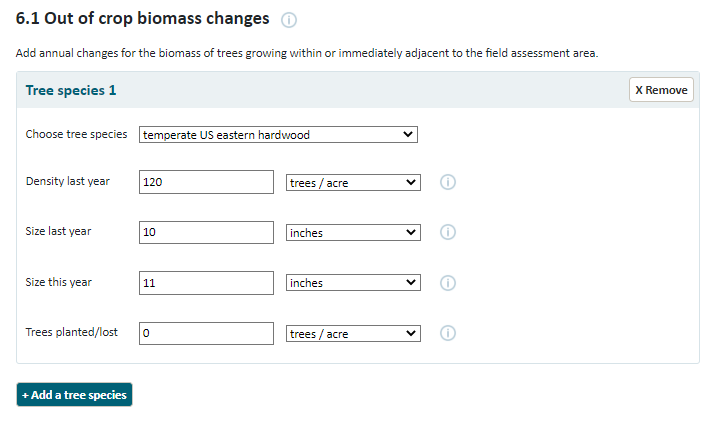 6.1 Out of crop biomass changes
Add annual changes for the biomass of trees growing within or immediately adjacent to the field assessment area.
Tree species 1
X Remove
Choose tree species temperate US eastern hardwood
Density last year 120 trees / acre
Size last year 10 inches
Size this year 11 inches
Trees planted/lost 0 trees / acre
+ Add a tree species